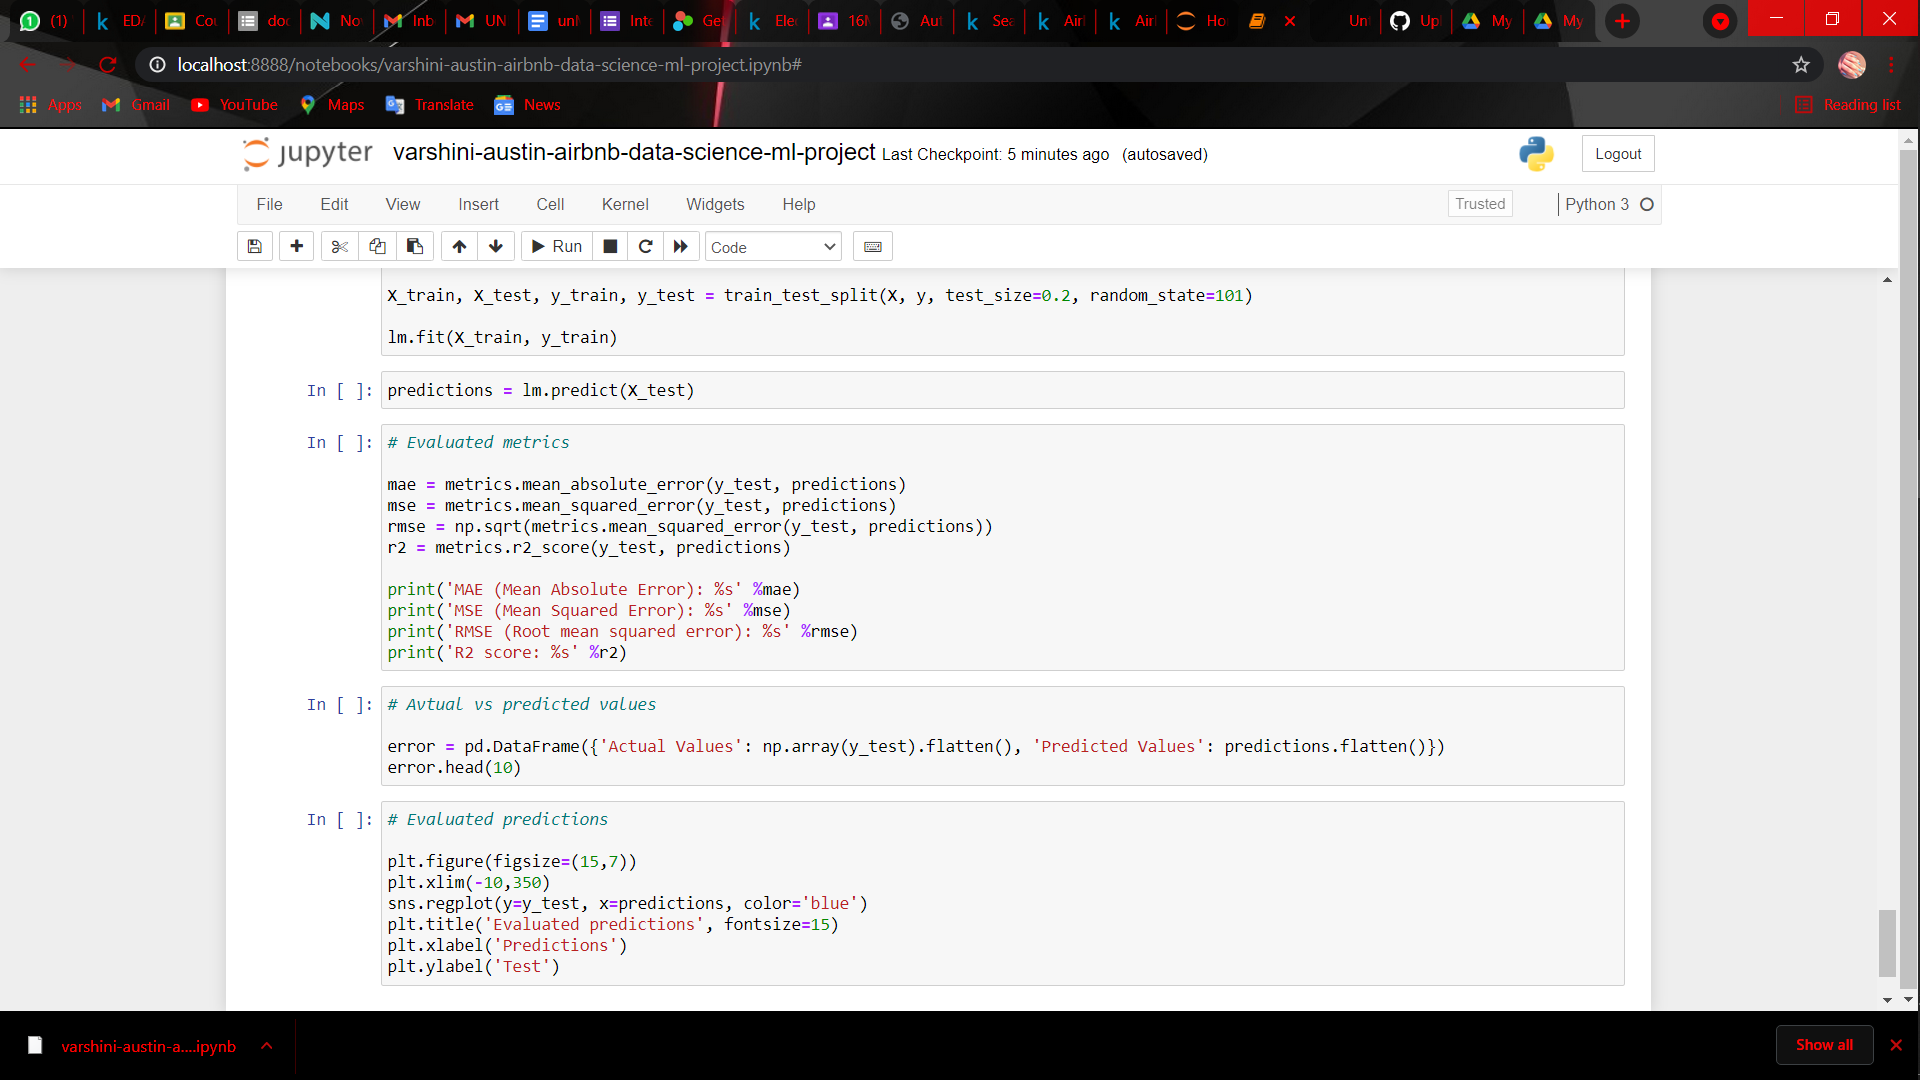 (1) ED/ Cou doc No Inb UN unl Inte Get Elec 16N Aut Sea Airl Airl Ho Unt Upl My My
localhost:8888/notebooks/varshini-austin-airbnb-data-science-ml-project.ipynb#
Apps Gmail YouTube Maps Translate News Reading list
jupyter varshini-austin-airbnb-data-science-ml-project Last Checkpoint: 5 minutes ago (autosaved) Logout
File Edit View Insert Cell Kernel Widgets Help Trusted Python 3
Run Code
X_train, X_test, y_train, y_test = train_test_split(X, y, test_size=0.2, random_state=101)
lm.fit(X_train, y_train)
In [ ]: predictions = lm.predict(X_test)
In [ ]: # Evaluated metrics
mae = metrics.mean_absolute_error(y_test, predictions)
mse = metrics.mean_squared_error(y_test, predictions)
rmse = np.sqrt(metrics.mean_squared_error(y_test, predictions))
r2 = metrics.r2_score(y_test, predictions)
print('MAE (Mean Absolute Error): %s' %mae)
print('MSE (Mean Squared Error): %s' %mse)
print('RMSE (Root mean squared error): %s' %rmse)
print('R2 score: %s' %r2)
In [ ]: # Avtual vs predicted values
error = pd.DataFrame({'Actual Values': np.array(y_test).flatten(), 'Predicted Values': predictions.flatten()})
error.head(10)
In [ ]: # Evaluated predictions
plt.figure(figsize=(15,7))
plt.xlim(-10,350)
sns.regplot(y=y_test, x=predictions, color='blue')
plt.title('Evaluated predictions', fontsize=15)
plt.xlabel('Predictions')
plt.ylabel('Test')
varshini-austin-a....ipynb Show all